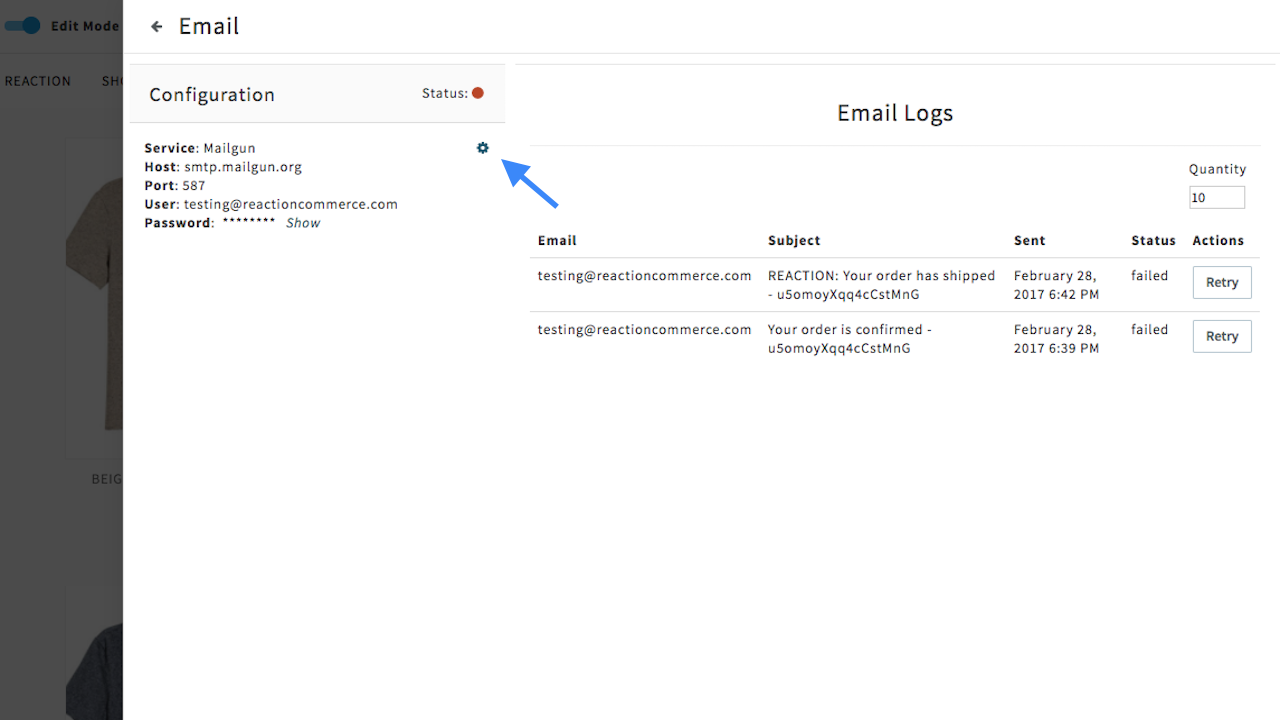 Edit Mode
Email
REACTION
Configuration
Status:
Service: Mailgun
Host: smtp.mailgun.org
Port: 587
User: testing@reactioncommerce.com
Password: ******** Show
Email Logs
Quantity
10
Email Subject Sent Status Actions
testing@reactioncommerce.com REACTION: Your order has shipped February 28, failed Retry
- u5omoyXqq4cCstMnG 2017 6:42 PM
testing@reactioncommerce.com Your order is confirmed - February 28, failed Retry
u5omoyXqq4cCstMnG 2017 6:39 PM
BEIG